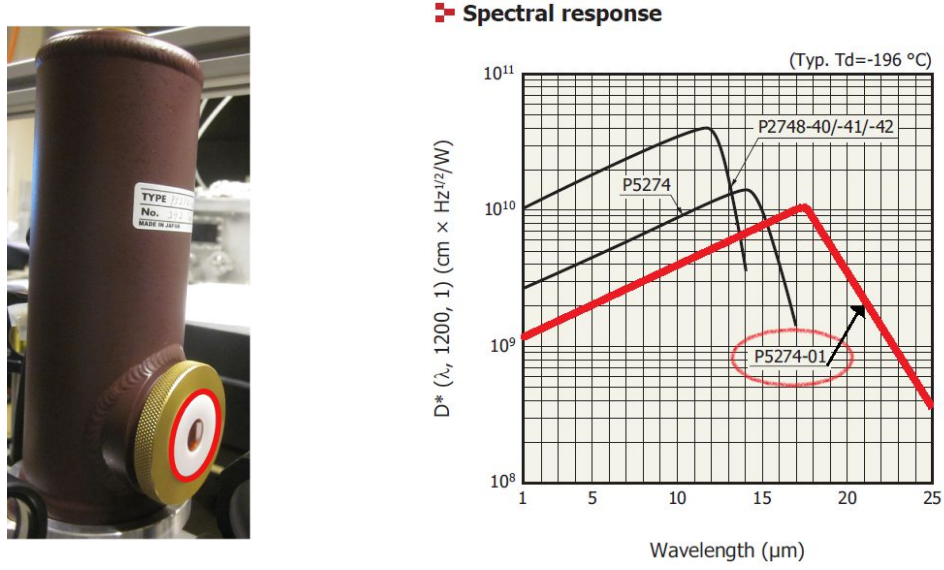 TYPE
No.
MADE IN JAPAN
Spectral response
(Typ. Td=-196 °C)
D* (λ, 1200, 1) (cm × Hz1/2/W)
10¹¹
10¹⁰
10⁹
10⁸
P2748-40/-41/-42
P5274
P5274-01
1
5
10
15
20
25
Wavelength (μm)